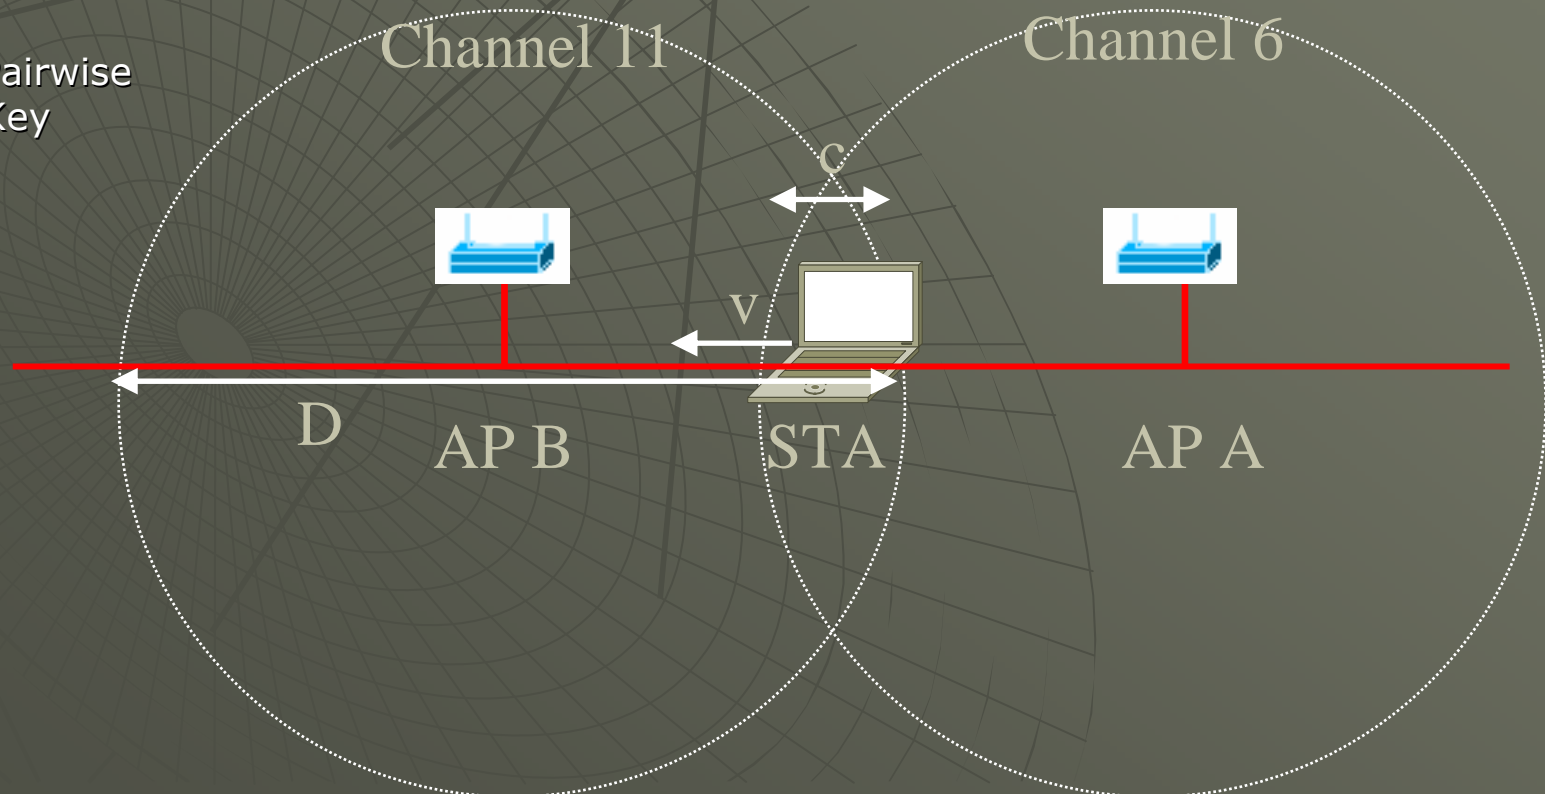 Channel 11
Channel 6
airwise
Key
c
v
D
AP B
STA
AP A